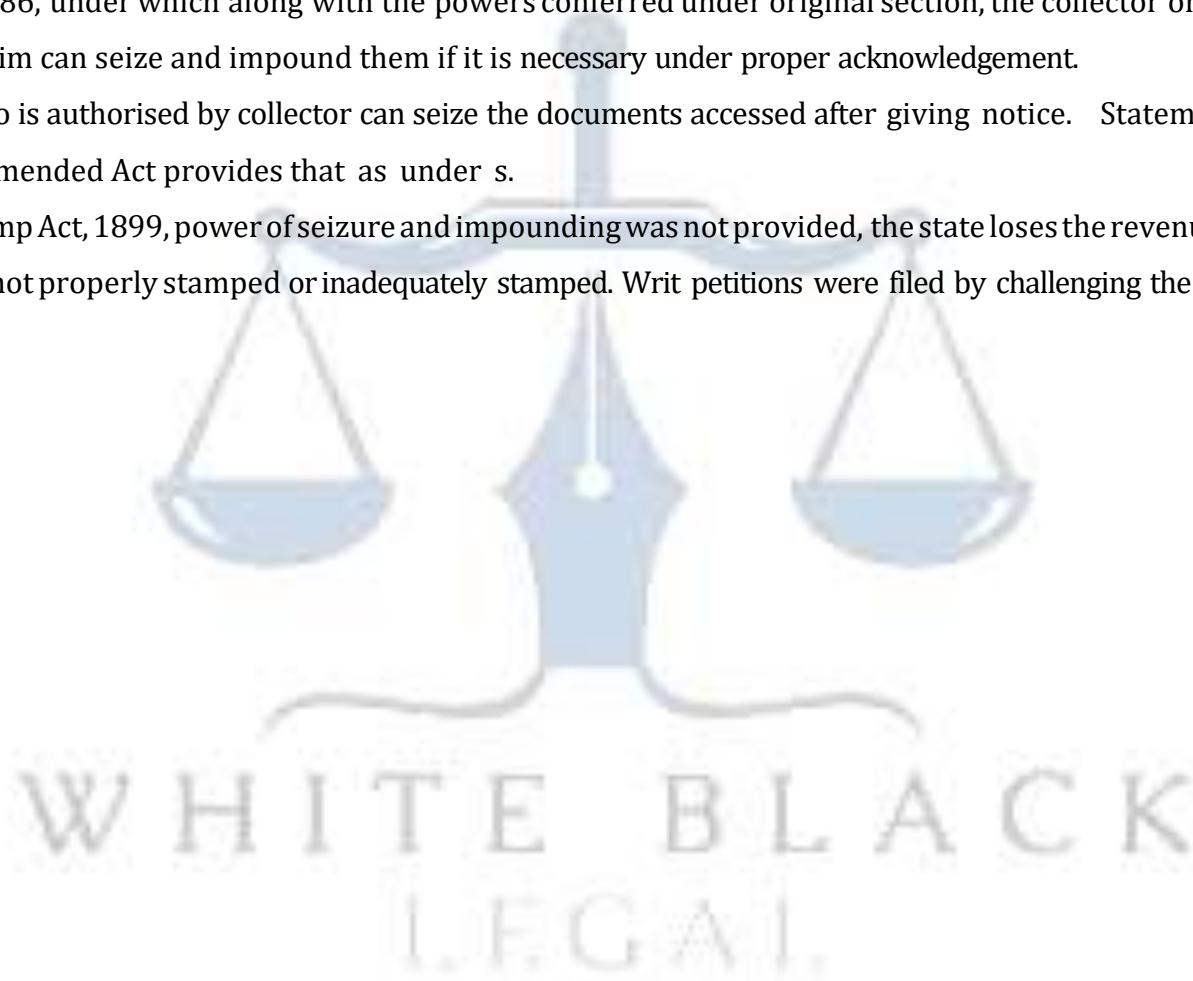 86, under which along with the powers conferred under original section, the collector or
im can seize and impound them if it is necessary under proper acknowledgement.
o is authorised by collector can seize the documents accessed after giving notice. Statem
mended Act provides that as under s.
mp Act, 1899, power of seizure and impounding was not provided, the state loses the revenu
not properly stamped or inadequately stamped. Writ petitions were filed by challenging the
WHITE BLACK
LEGAL